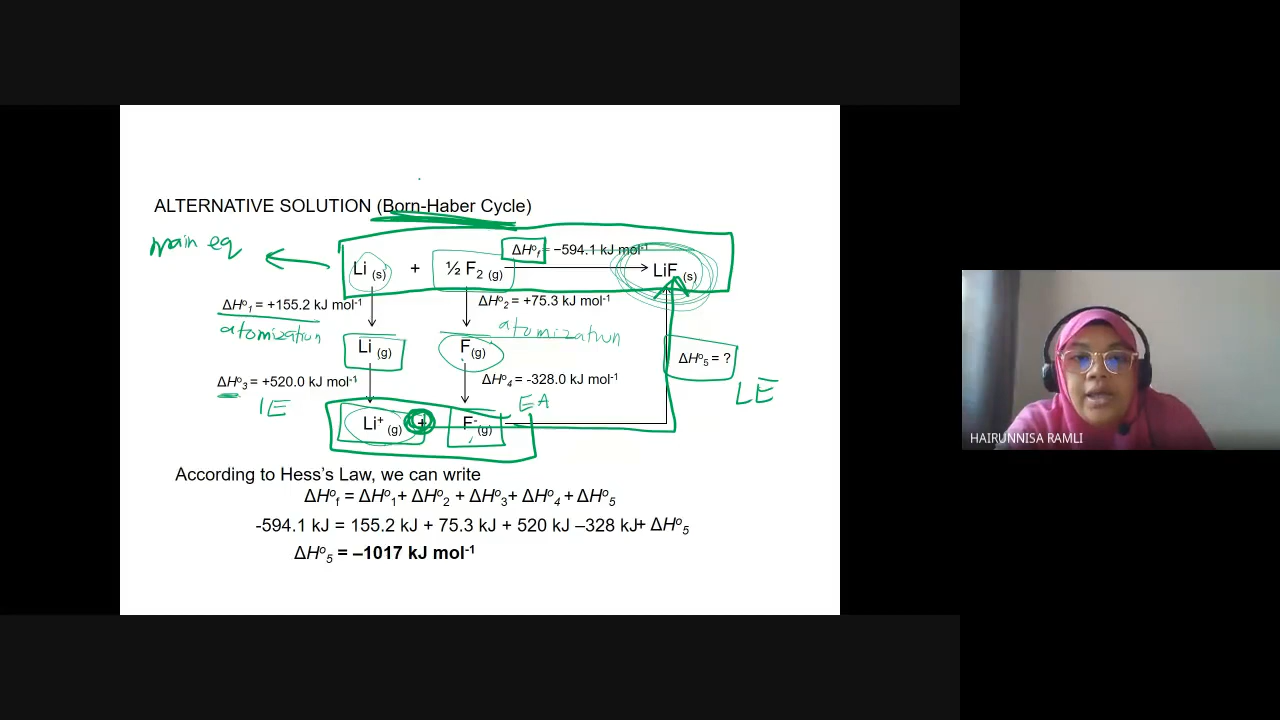 ALTERNATIVE SOLUTION (Born-Haber Cycle)
main eq
ΔH°f = −594.1 kJ mol⁻¹
Li (s) + ½ F₂ (g) LiF (s)
ΔH°₁ = +155.2 kJ mol⁻¹ ΔH°₂ = +75.3 kJ mol⁻¹
atomization atomization
Li (g) F(g) ΔH°₅ = ?
ΔH°₃ = +520.0 kJ mol⁻¹ ΔH°₄ = -328.0 kJ mol⁻¹
IE EA LE
Li⁺ (g) + F⁻ (g)
According to Hess's Law, we can write
ΔH°f = ΔH°₁+ ΔH°₂ + ΔH°₃+ ΔH°₄ + ΔH°₅
-594.1 kJ = 155.2 kJ + 75.3 kJ + 520 kJ –328 kJ+ ΔH°₅
ΔH°₅ = –1017 kJ mol⁻¹
HAIRUNNISA RAMLI